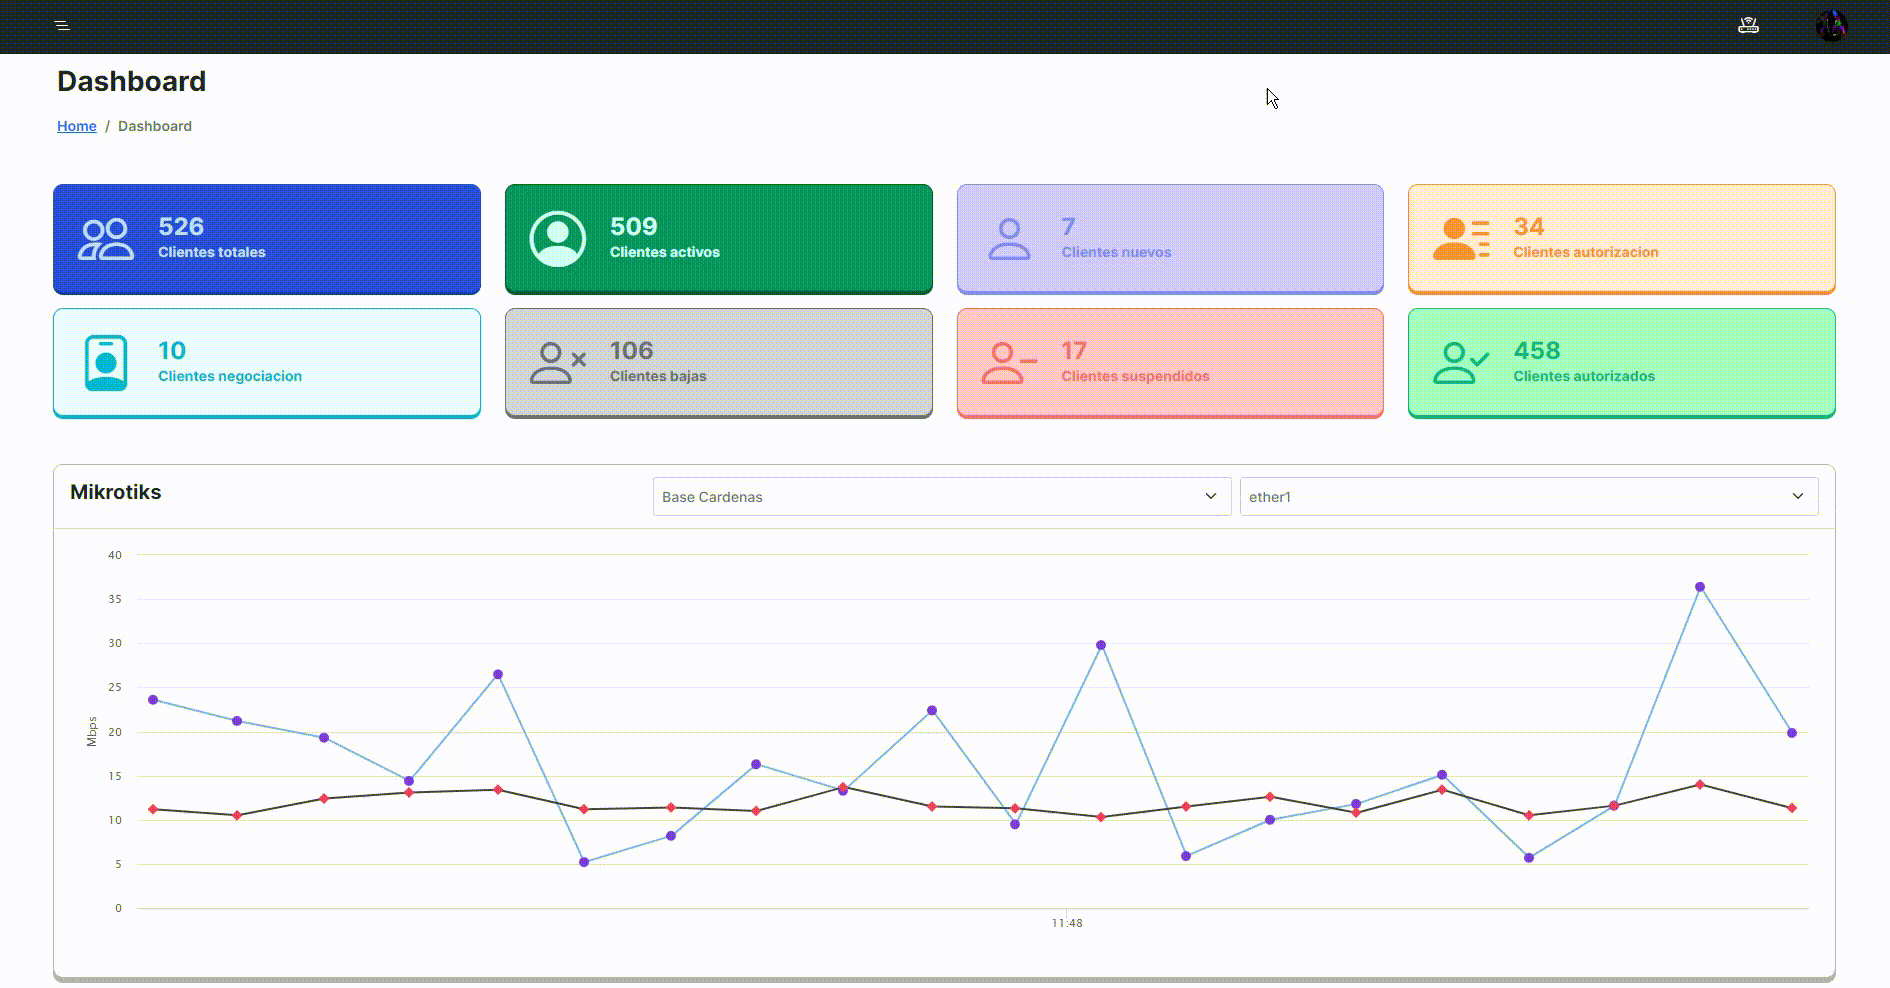 Dashboard
Home / Dashboard
526
Clientes totales
509
Clientes activos
7
Clientes nuevos
34
Clientes autorizacion
10
Clientes negociacion
106
Clientes bajas
17
Clientes suspendidos
458
Clientes autorizados
Mikrotiks
Base Cardenas
ether1
40
35
30
25
20
15
10
5
0
Mbps
11:48